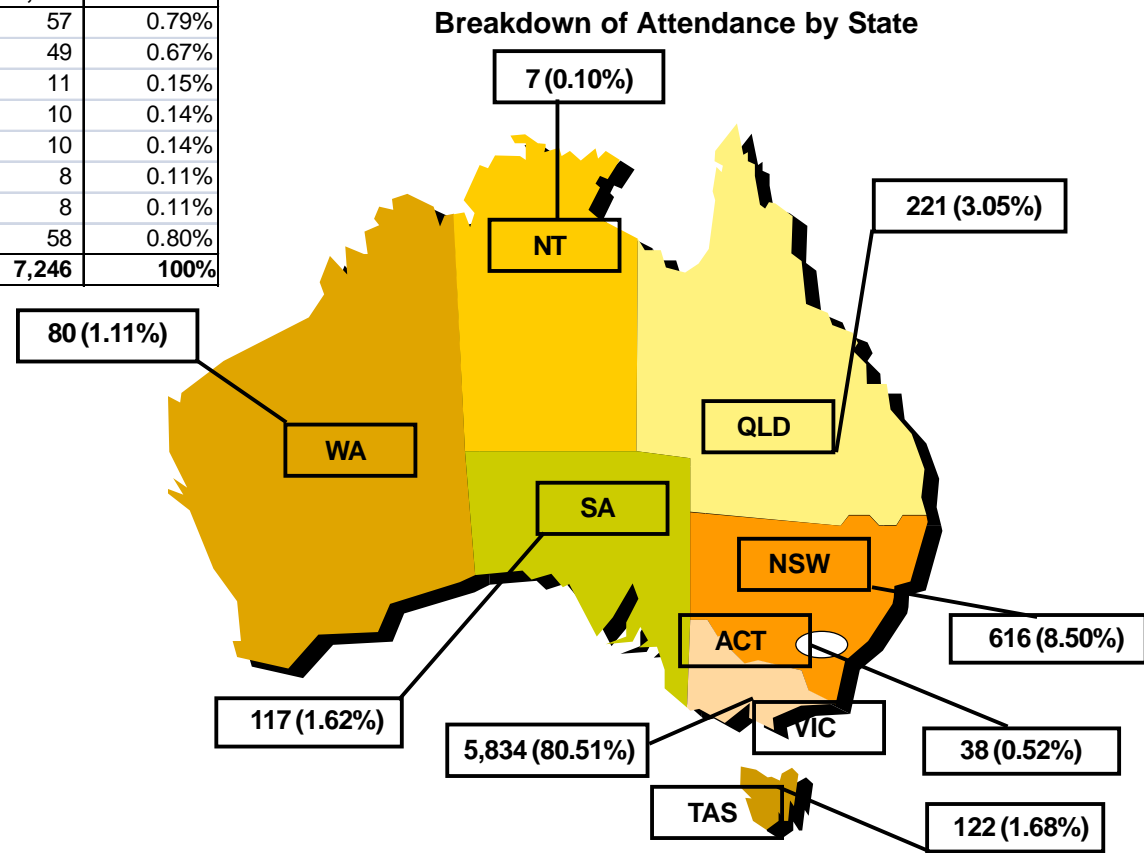 57 0.79%
49 0.67%
11 0.15%
10 0.14%
10 0.14%
8 0.11%
8 0.11%
58 0.80%
7,246 100%
Breakdown of Attendance by State
7 (0.10%)
221 (3.05%)
NT
80 (1.11%)
QLD
WA
SA
NSW
616 (8.50%)
ACT
117 (1.62%)
5,834 (80.51%)
VIC
38 (0.52%)
TAS
122 (1.68%)